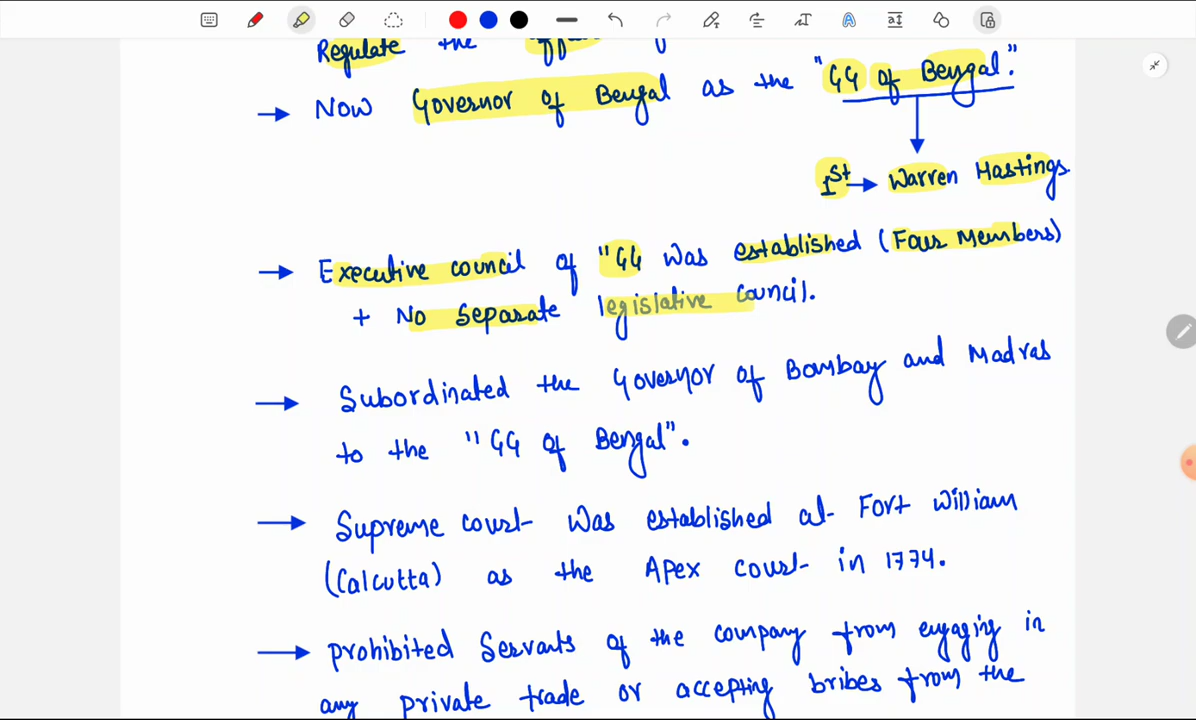 Regulate the affairs of
→ Now Governor of Bengal as the "GG of Bengal."
1st → Warren Hastings.
→ Executive council of "GG was established (Four Members)
+ No separate legislative council.
→ Subordinated the Governor of Bombay and Madras
to the "GG of Bengal".
→ Supreme court was established at Fort William
(Calcutta) as the Apex court in 1774.
→ prohibited Servats of the company from engaging in
any private trade or accepting bribes from the